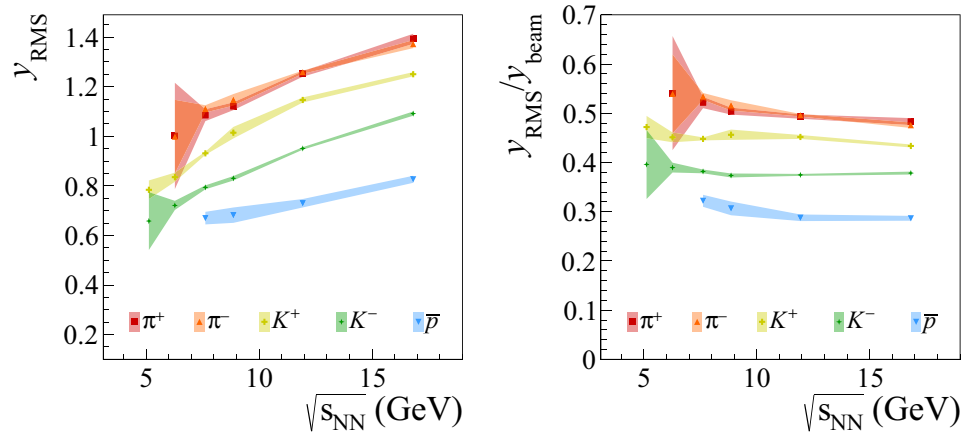 y_RMS
1.4
1.2
1
0.8
0.6
0.4
0.2
π⁺ π⁻ K⁺ K⁻ p̅
5 10 15
√s_NN (GeV)
y_RMS/y_beam
0.7
0.6
0.5
0.4
0.3
0.2
0.1
0
π⁺ π⁻ K⁺ K⁻ p̅
5 10 15
√s_NN (GeV)